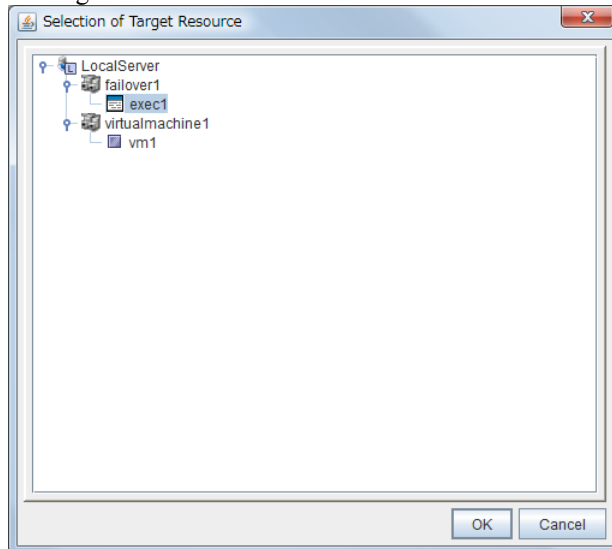 Selection of Target Resource
LocalServer
failover1
exec1
virtualmachine1
vm1
OK Cancel